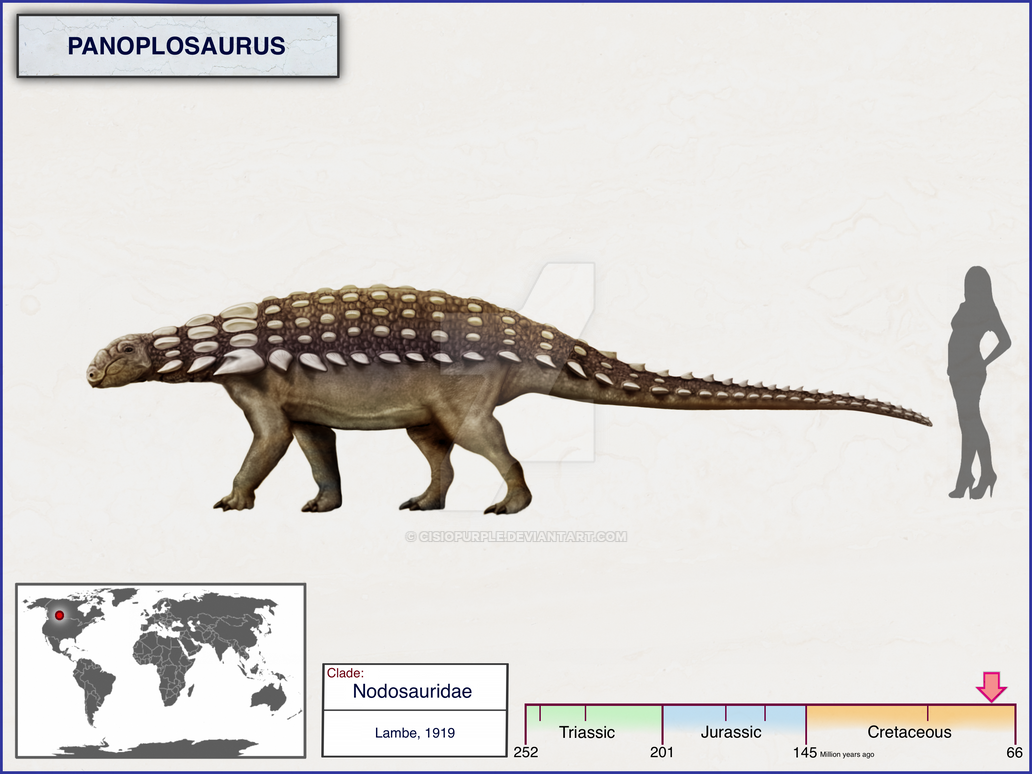 PANOPLOSAURUS
© CISIOPURPLE.DEVIANTART.COM
Clade:
Nodosauridae
Lambe, 1919
Triassic
Jurassic
Cretaceous
252
201
145 Million years ago
66